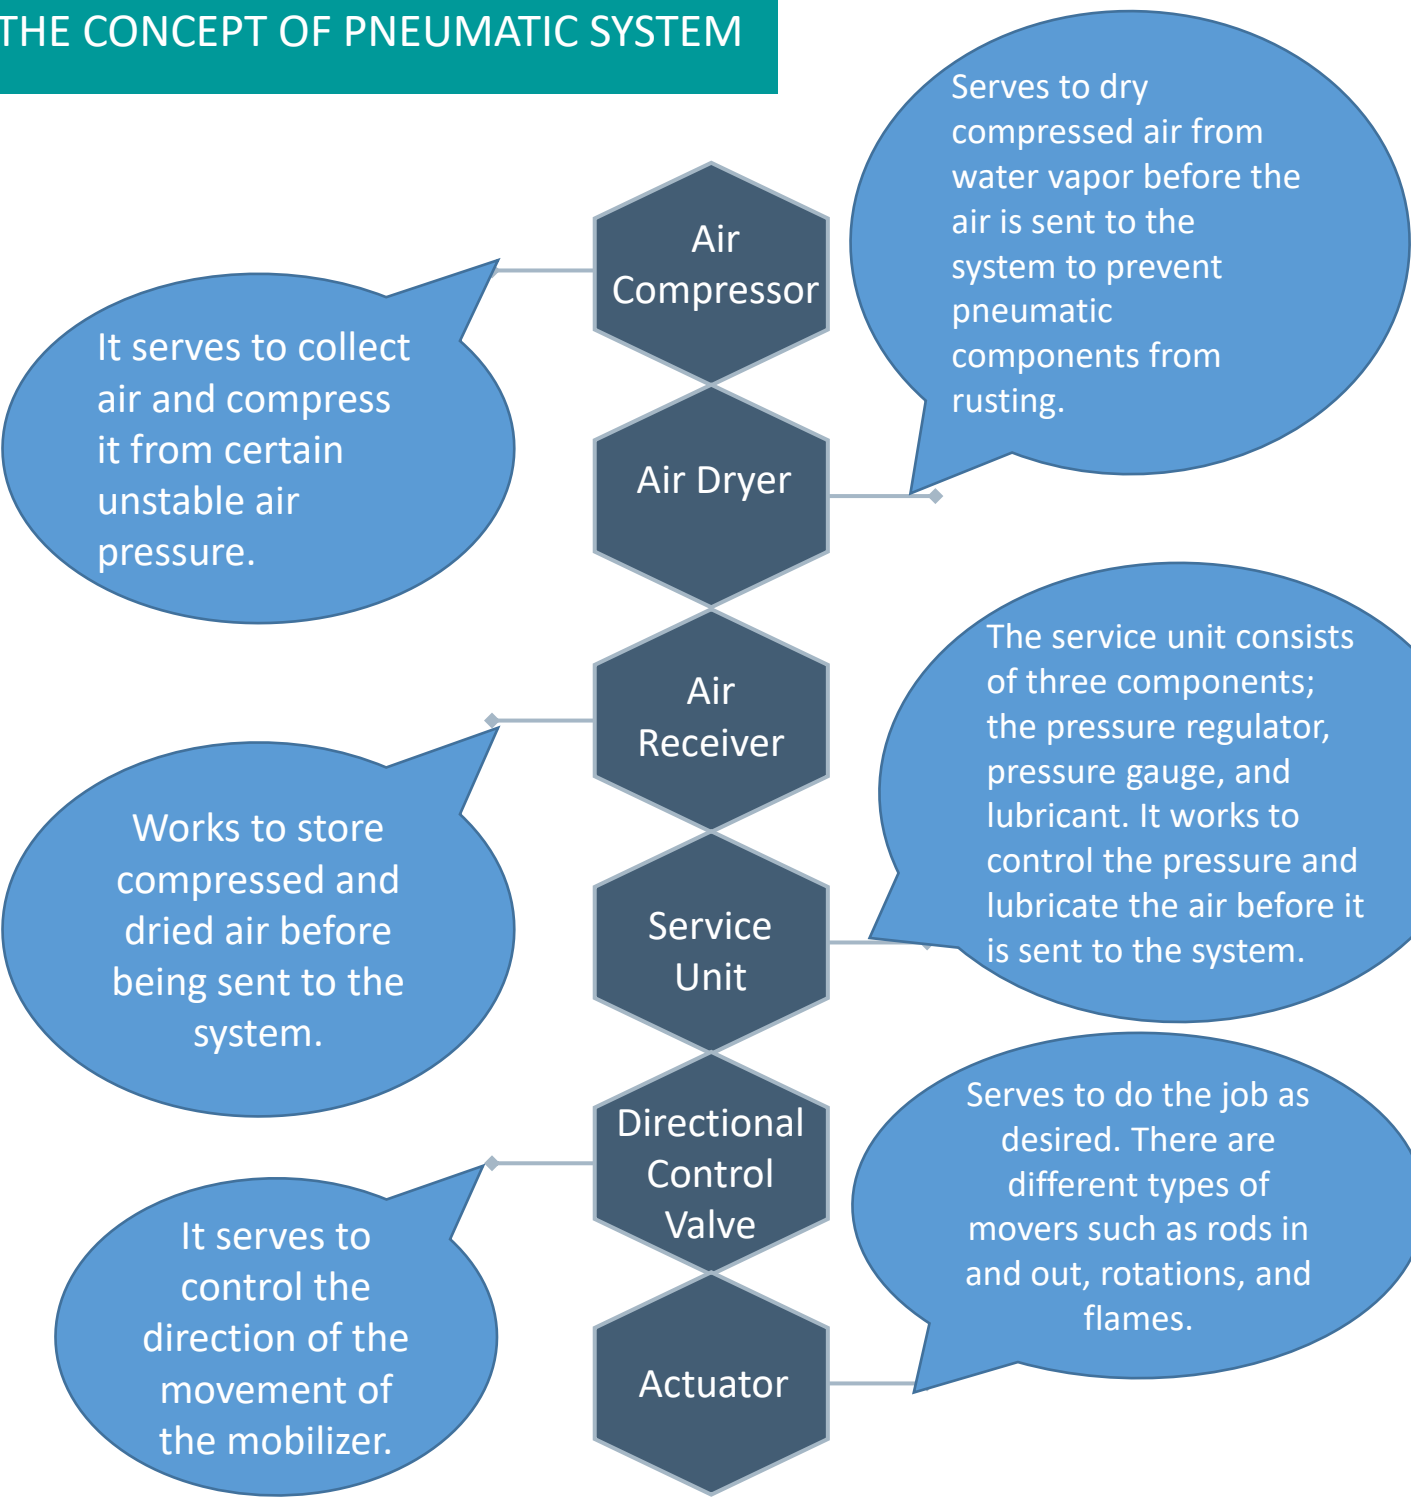 THE CONCEPT OF PNEUMATIC SYSTEM
Air
Compressor
It serves to collect
air and compress
it from certain
unstable air
pressure.
Air Dryer
Serves to dry
compressed air from
water vapor before the
air is sent to the
system to prevent
pneumatic
components from
rusting.
Air
Receiver
Works to store
compressed and
dried air before
being sent to the
system.
Service
Unit
The service unit consists
of three components;
the pressure regulator,
pressure gauge, and
lubricant. It works to
control the pressure and
lubricate the air before it
is sent to the system.
Directional
Control
Valve
It serves to
control the
direction of the
movement of
the mobilizer.
Actuator
Serves to do the job as
desired. There are
different types of
movers such as rods in
and out, rotations, and
flames.